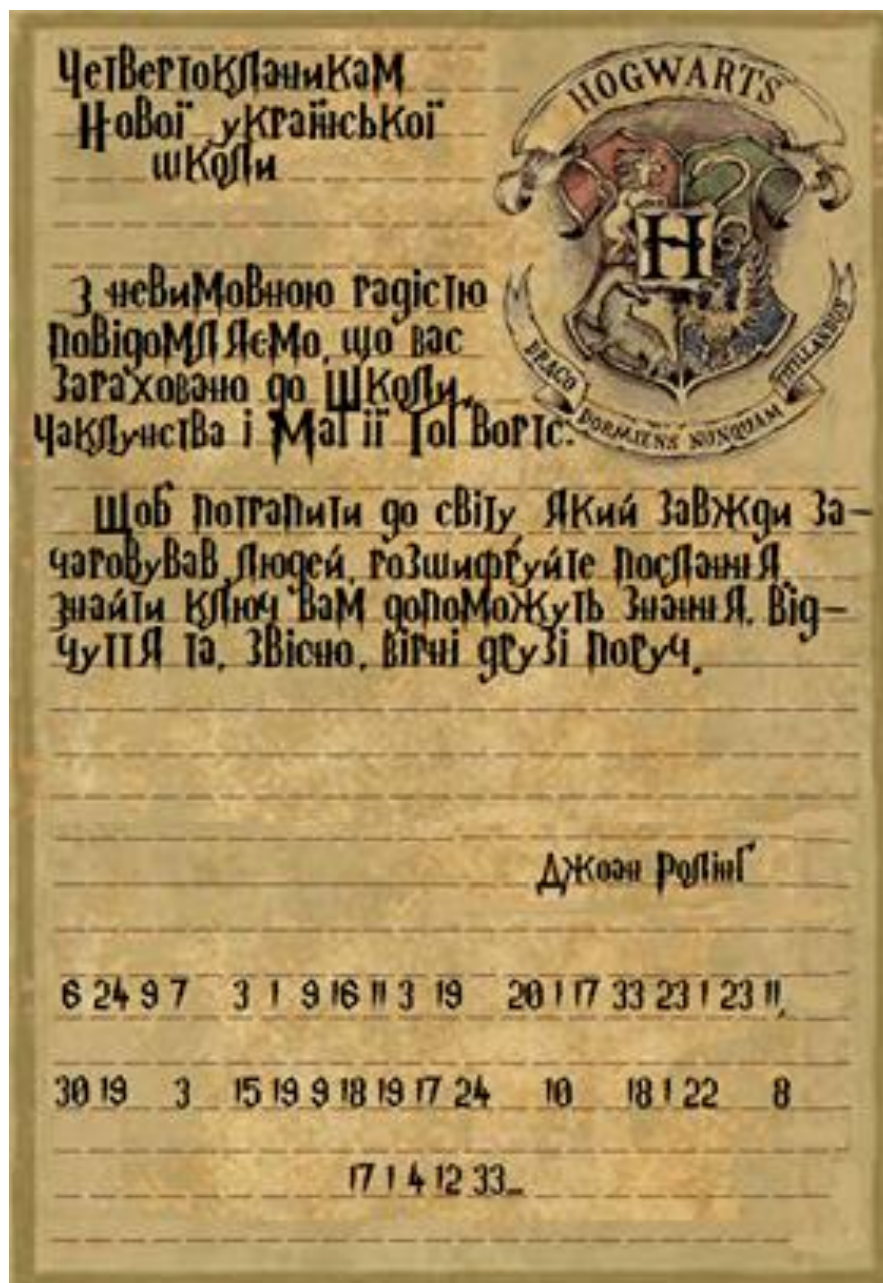 Четвертокланикам
Нової української
школи
HOGWARTS
H
З невимовною радістю
повідомляємо, що вас
зараховано до Школи
Чаклунства і Магії Гоґвортс.
DRACO DORMIENS NUNQUAM TITILLANDUS
Щоб потрапити до світу, який завжди за-
чаровував людей, розшифруйте послання.
Знайти ключ вам допоможуть знання, від-
чуття та, звісно, вірні друзі поруч.
Джоан Ролінґ
6 24 9 7 3 1 9 16 11 3 19 20 1 17 33 23 1 23 11,
30 19 3 15 19 9 18 19 17 24 10 18 1 22 8
17 1 4 12 33...